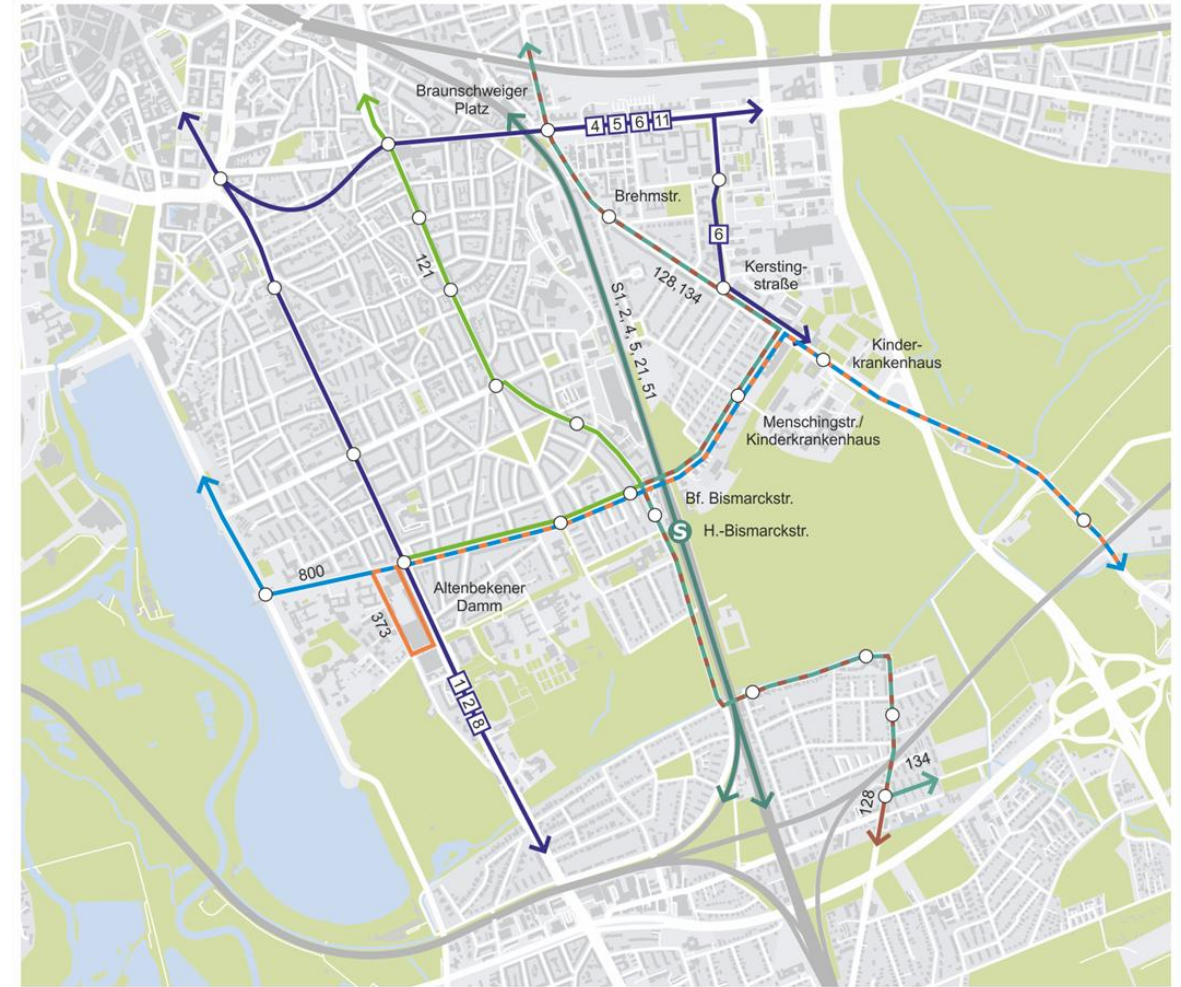 Braunschweiger
Platz
4 5 6 11
Brehmstr.
6
121
128, 134
Kersting-
straße
S1, 2, 4, 5, 21, 51
Kinder-
krankenhaus
Menschingstr./
Kinderkrankenhaus
Bf. Bismarckstr.
S
H.-Bismarckstr.
800
Altenbekener
Damm
373
1 2 8
134
128